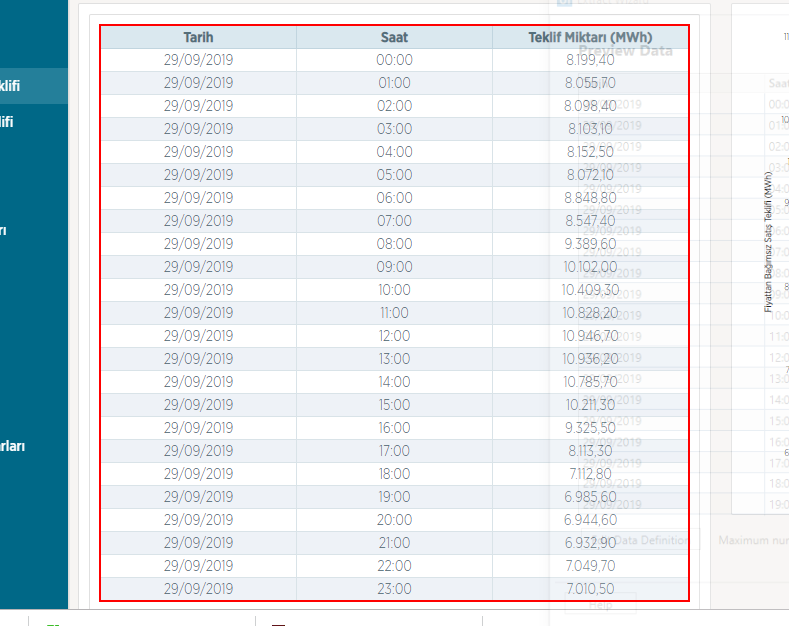 klifi
lifi
rı
rları
Preview Data
Tarih Saat Teklif Miktarı (MWh)
29/09/2019 00:00 8.199,40
29/09/2019 01:00 8.055,70
29/09/2019 02:00 8.098,40
29/09/2019 03:00 8.103,10
29/09/2019 04:00 8.152,50
29/09/2019 05:00 8.072,10
29/09/2019 06:00 8.848,80
29/09/2019 07:00 8.547,40
29/09/2019 08:00 9.389,60
29/09/2019 09:00 10.102,00
29/09/2019 10:00 10.409,30
29/09/2019 11:00 10.828,20
29/09/2019 12:00 10.946,70
29/09/2019 13:00 10.936,20
29/09/2019 14:00 10.785,70
29/09/2019 15:00 10.211,30
29/09/2019 16:00 9.325,50
29/09/2019 17:00 8.113,30
29/09/2019 18:00 7.112,80
29/09/2019 19:00 6.985,60
29/09/2019 20:00 6.944,60
29/09/2019 21:00 6.932,90
29/09/2019 22:00 7.049,70
29/09/2019 23:00 7.010,50
Fiyattan Bağımsız Satış Teklifi (MWh)
Data Definition
Maximum nu
Help